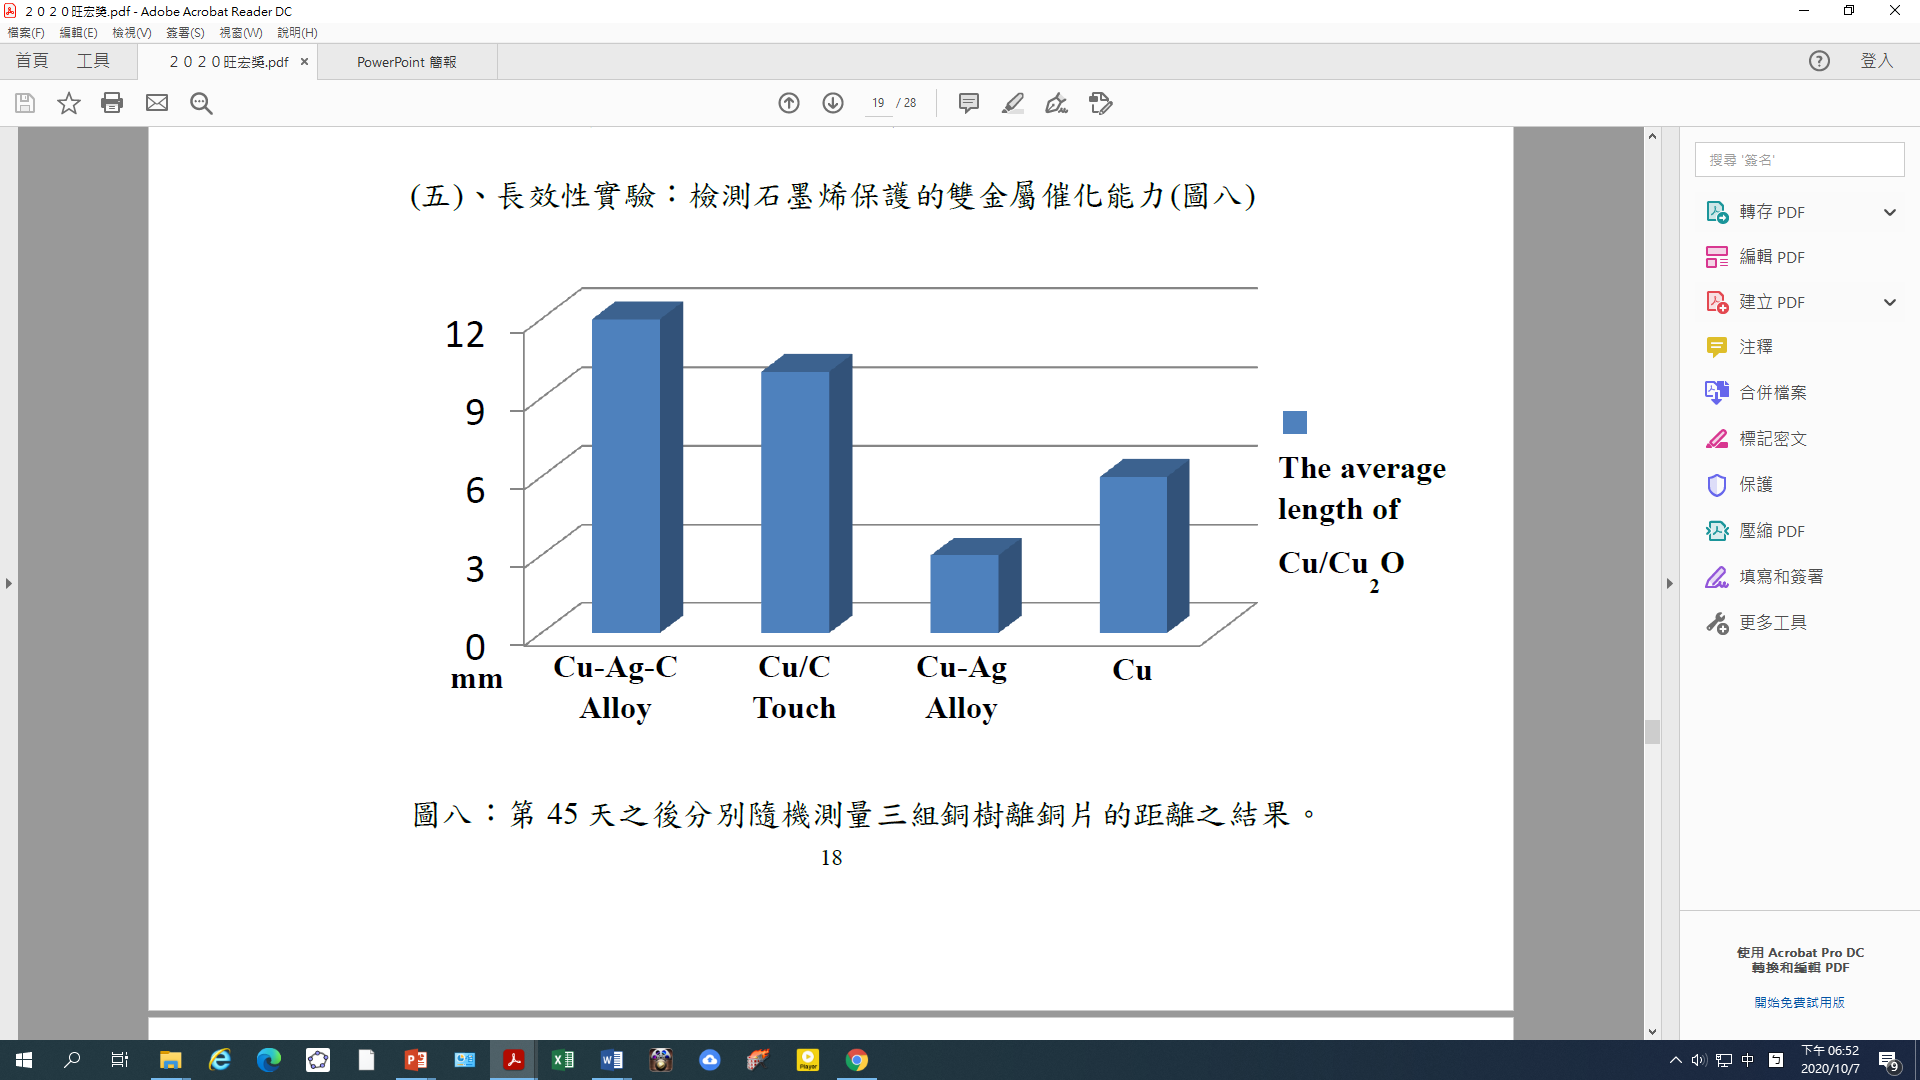 ２０２０旺宏獎.pdf - Adobe Acrobat Reader DC
檔案(F) 編輯(E) 檢視(V) 簽署(S) 視窗(W) 說明(H)
首頁 工具 ２０２０旺宏獎.pdf × PowerPoint 簡報 登入
19 / 28
(五)、長效性實驗：檢測石墨烯保護的雙金屬催化能力(圖八)
12
9
6
3
0
mm
Cu-Ag-C
Alloy
Cu/C
Touch
Cu-Ag
Alloy
Cu
The average
length of
Cu/Cu2O
圖八：第 45 天之後分別隨機測量三組銅樹離銅片的距離之結果。
18
搜尋 '簽名'
轉存 PDF
編輯 PDF
建立 PDF
注釋
合併檔案
標記密文
保護
壓縮 PDF
填寫和簽署
更多工具
使用 Acrobat Pro DC
轉換和編輯 PDF
開始免費試用版
Player
中
下午 06:52
2020/10/7
9